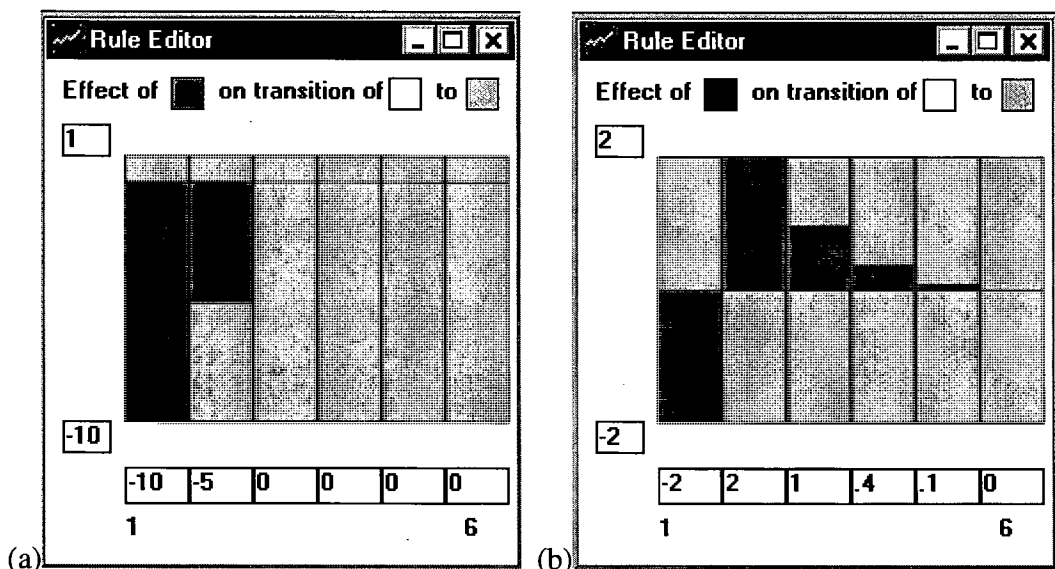 Rule Editor
Effect of on transition of to
1
-10
-10 -5 0 0 0 0
1 6
(a)
Rule Editor
Effect of on transition of to
2
-2
-2 2 1 .4 .1 0
1 6
(b)